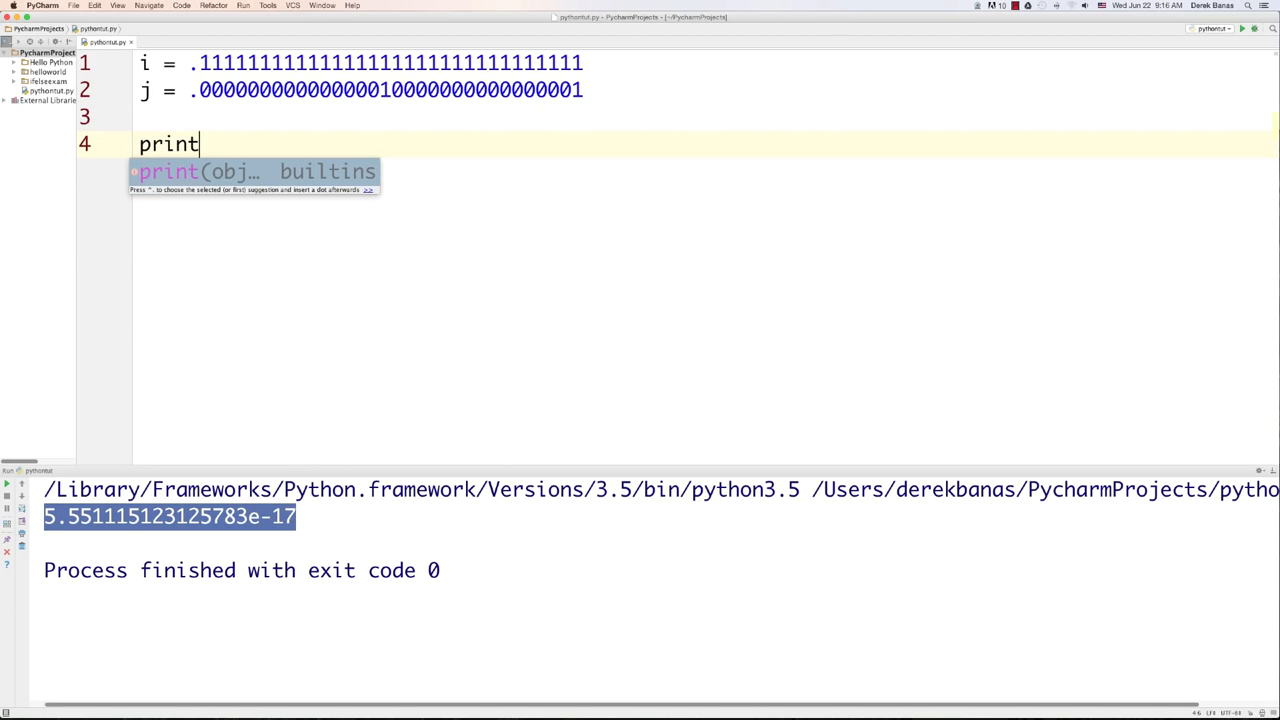 PyCharm File Edit View Navigate Code Refactor Run Tools VCS Window Help 10 Wed Jun 22 9:16 AM Derek Banas
pythontut.py - PycharmProjects - [~/PycharmProjects]
PycharmProjects pythontut.py pythontut
pythontut.py ×
PycharmProject
Hello Python
helloworld
ifelseexam
pythontut.py
External Librarie
1 i = .11111111111111111111111111111111
2 j = .00000000000000010000000000000001
3
4 print
print(obj… builtins
Press ^. to choose the selected (or first) suggestion and insert a dot afterwards >>
Run pythontut
/Library/Frameworks/Python.framework/Versions/3.5/bin/python3.5 /Users/derekbanas/PycharmProjects/pytho
5.551115123125783e-17
Process finished with exit code 0
4:6 LF÷ UTF-8÷